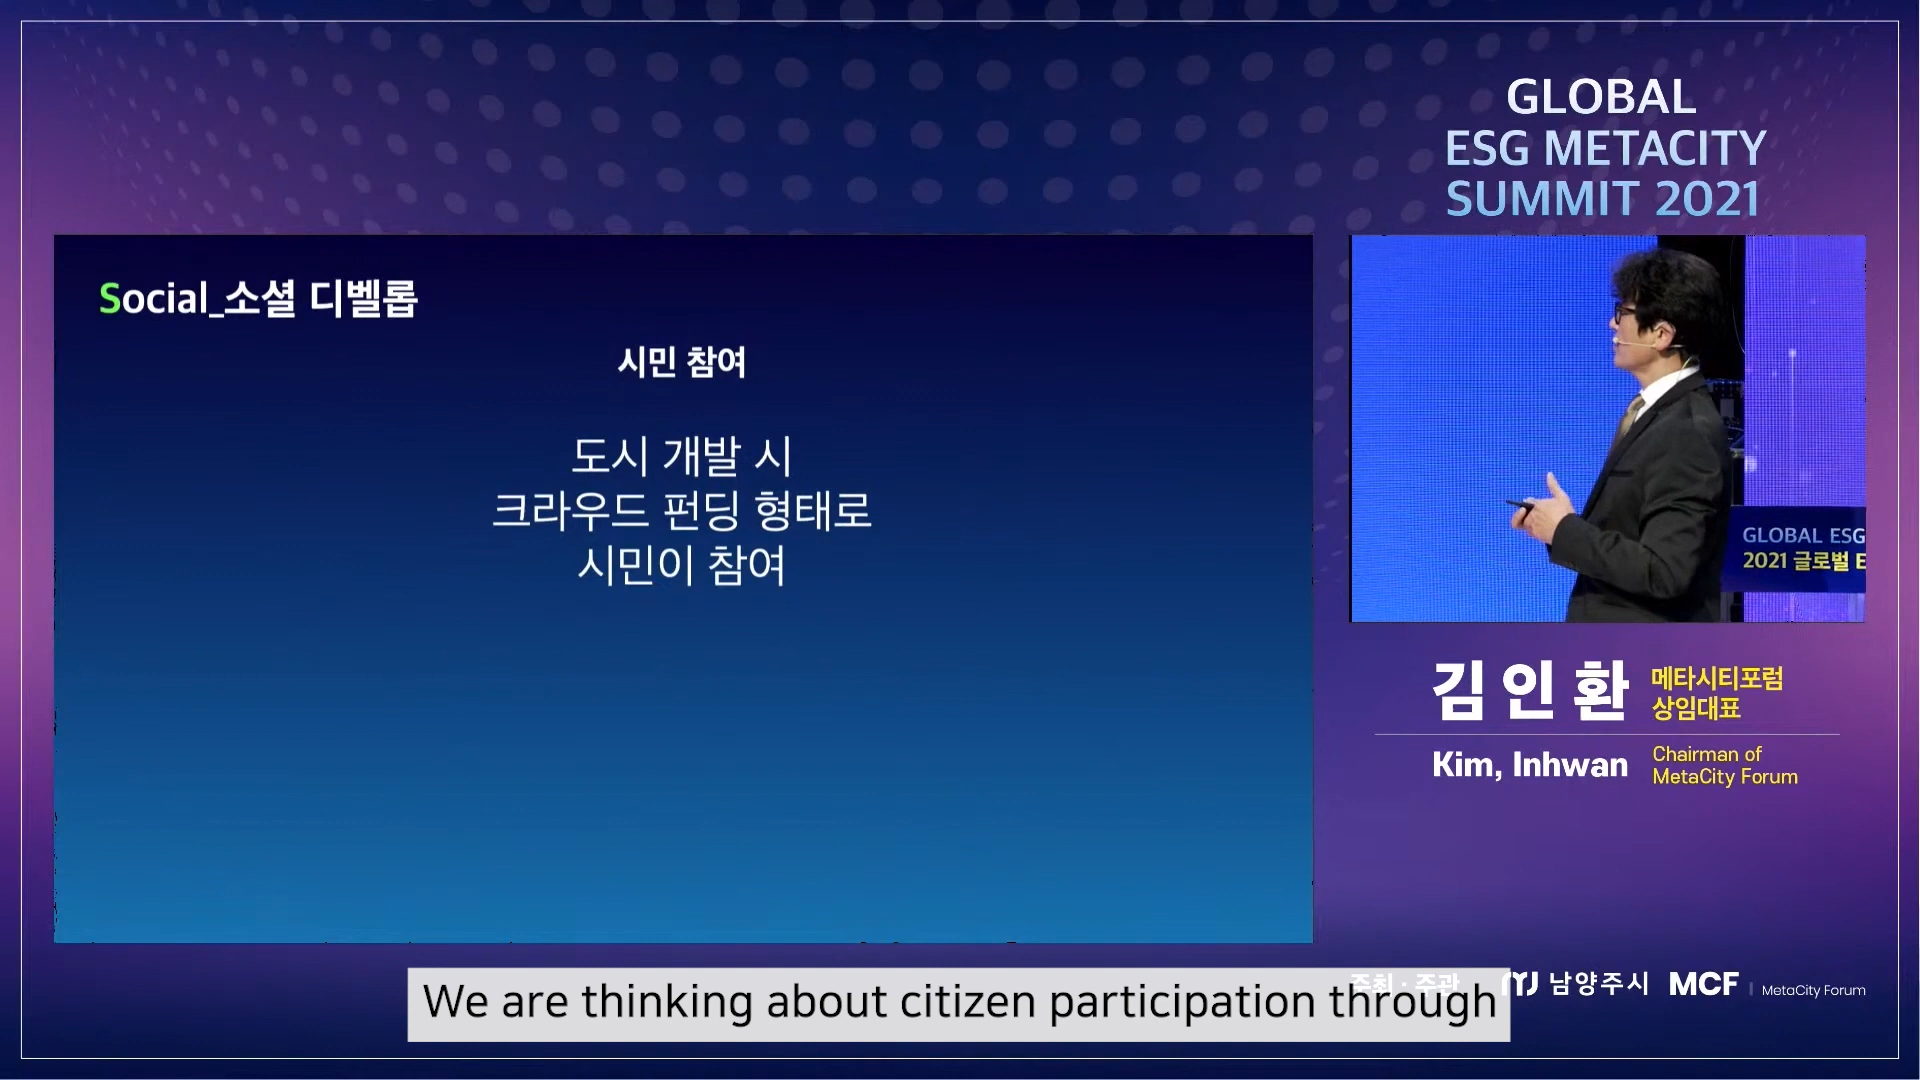 GLOBAL
ESG METACITY
SUMMIT 2021
Social_소셜 디벨롭
시민 참여
도시 개발 시
크라우드 펀딩 형태로
시민이 참여
GLOBAL ESG
2021 글로벌 E
김인환
메타시티포럼
상임대표
Kim, Inhwan
Chairman of
MetaCity Forum
주최·주관 남양주시 MCF | MetaCity Forum
We are thinking about citizen participation through